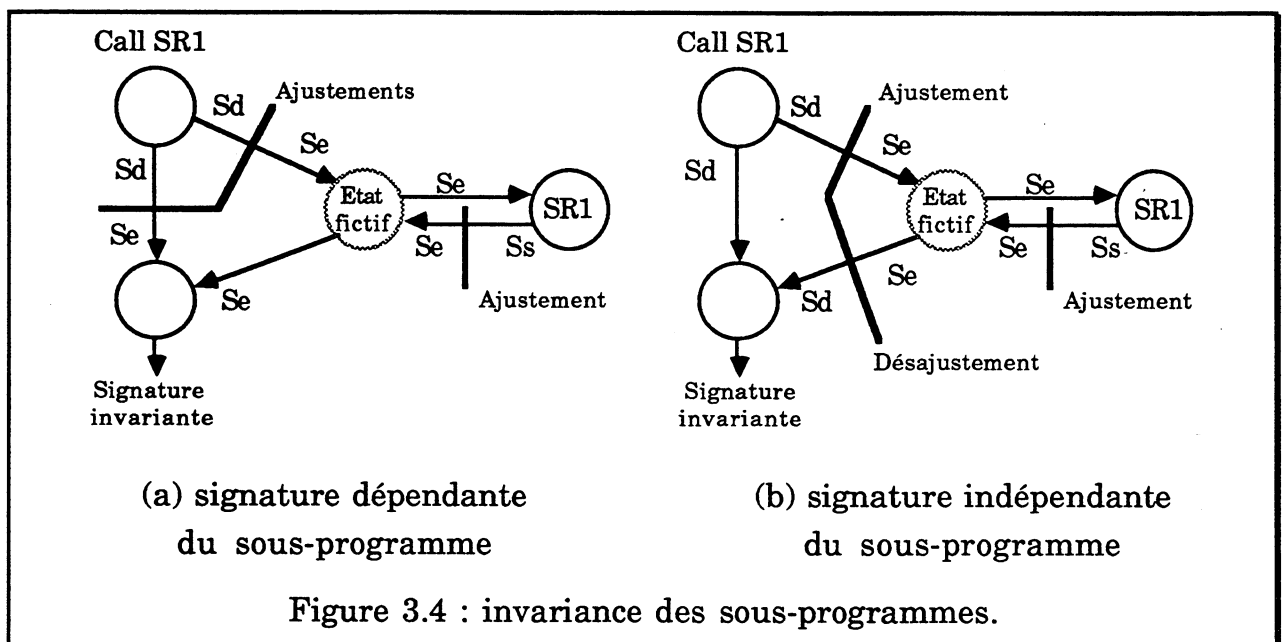 Call SR1
Ajustements
Sd
Se
Sd
Etat
fictif
Se
SR1
Se
Se
Ss
Se
Ajustement
Signature
invariante
(a) signature dépendante
du sous-programme
Call SR1
Ajustement
Sd
Se
Sd
Etat
fictif
Se
SR1
Se
Ss
Se
Sd
Ajustement
Désajustement
Signature
invariante
(b) signature indépendante
du sous-programme
Figure 3.4 : invariance des sous-programmes.